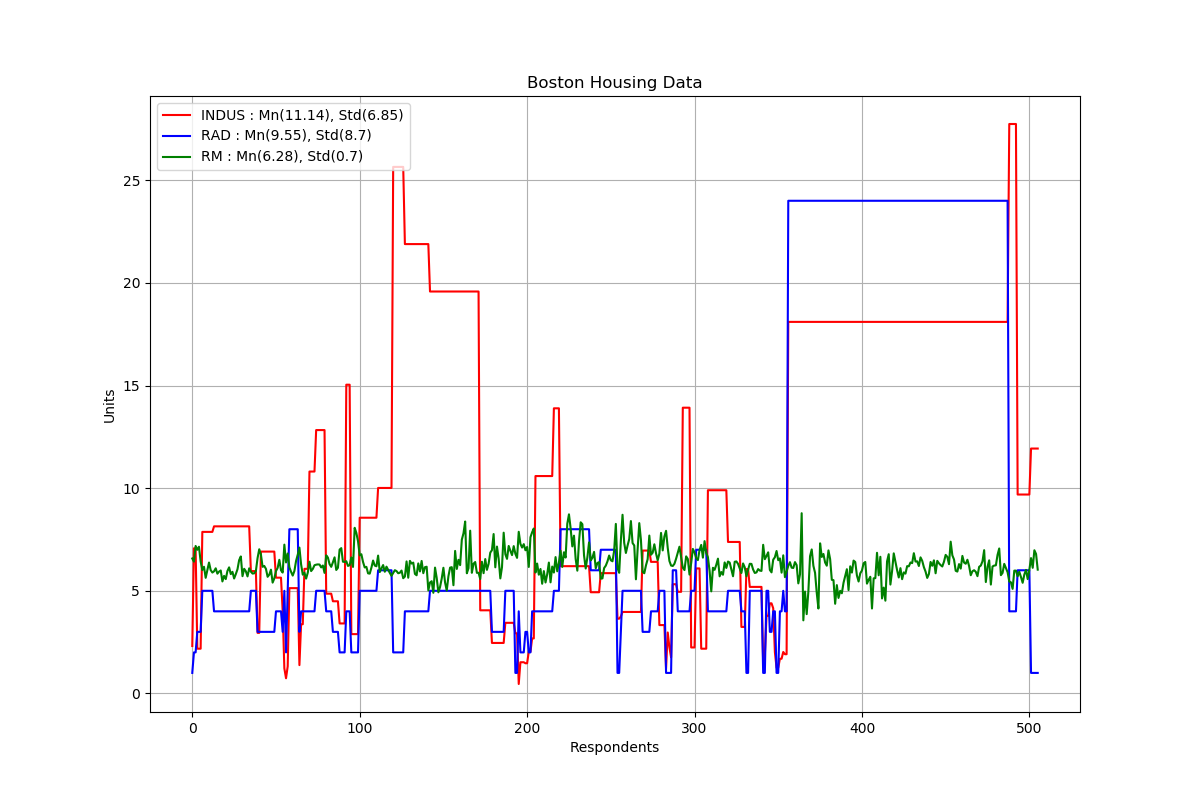 Boston Housing Data
INDUS : Mn(11.14), Std(6.85)
RAD : Mn(9.55), Std(8.7)
RM : Mn(6.28), Std(0.7)
25
20
15
10
5
0
Units
0 100 200 300 400 500
Respondents